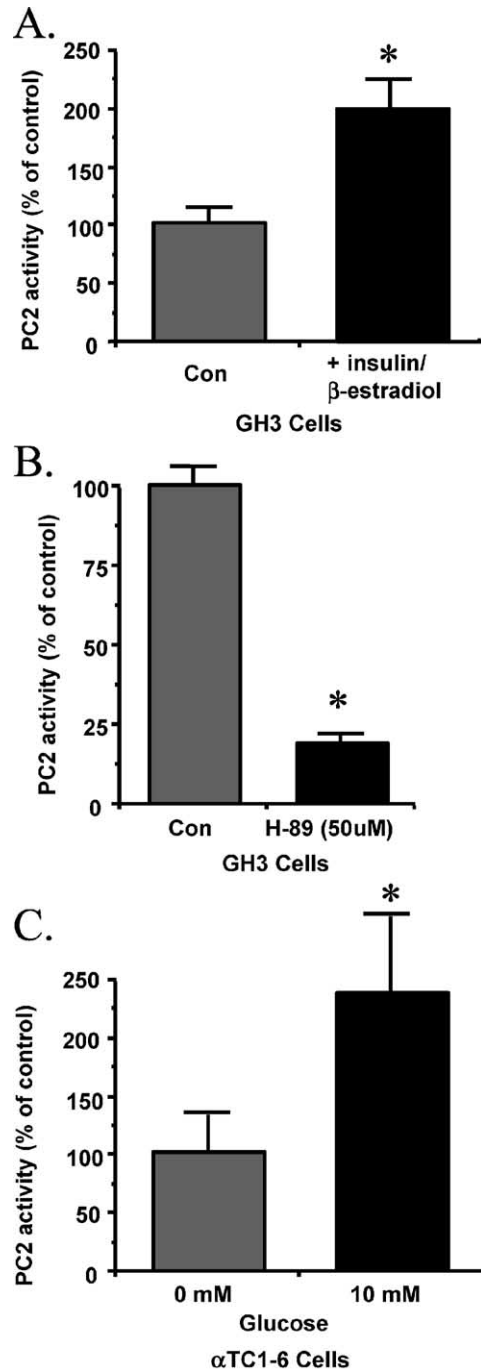 A.
PC2 activity (% of control)
250
200
150
100
50
0
*
Con
+ insulin/
β-estradiol
GH3 Cells
B.
PC2 activity (% of control)
100
75
50
25
0
*
Con
H-89 (50uM)
GH3 Cells
C.
PC2 activity (% of control)
250
200
150
100
50
0
*
0 mM
10 mM
Glucose
αTC1-6 Cells